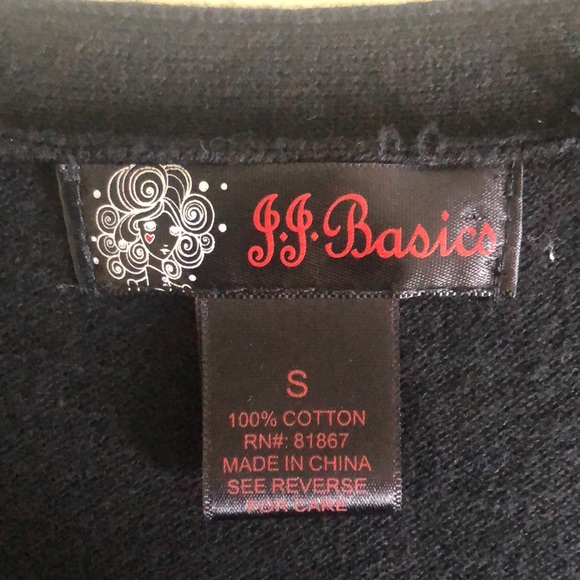 J.J. Basics
S
100% COTTON
RN#: 81867
MADE IN CHINA
SEE REVERSE
FOR CARE